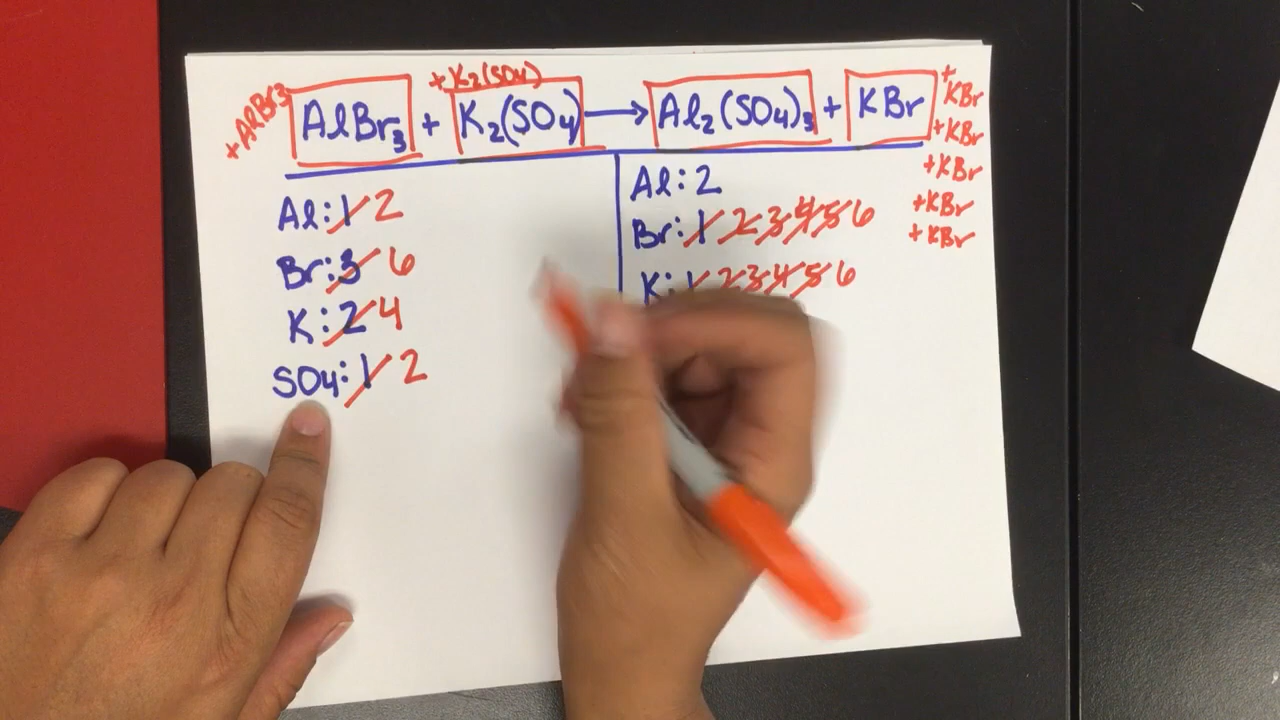 + K₂(SO₄)
+ AlBr3
AlBr₃ + K₂(SO₄) → Al₂(SO₄)₃ + KBr
+ KBr
+ KBr
+ KBr
+ KBr
+ KBr
Al: 1 2
Br: 3 6
K: 2 4
SO₄: 1 2
Al: 2
Br: 1 2 3 4 5 6
K: 1 2 3 4 5 6